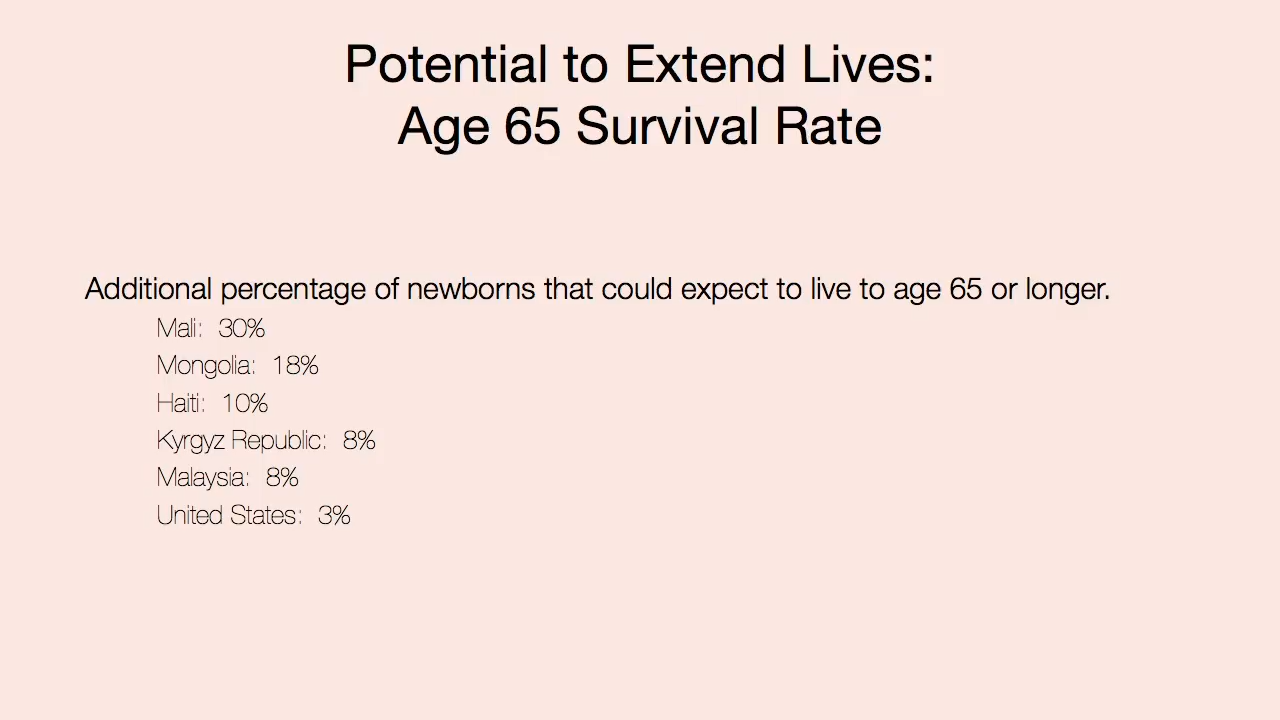 Potential to Extend Lives:
Age 65 Survival Rate
Additional percentage of newborns that could expect to live to age 65 or longer.
Mali: 30%
Mongolia: 18%
Haiti: 10%
Kyrgyz Republic: 8%
Malaysia: 8%
United States: 3%